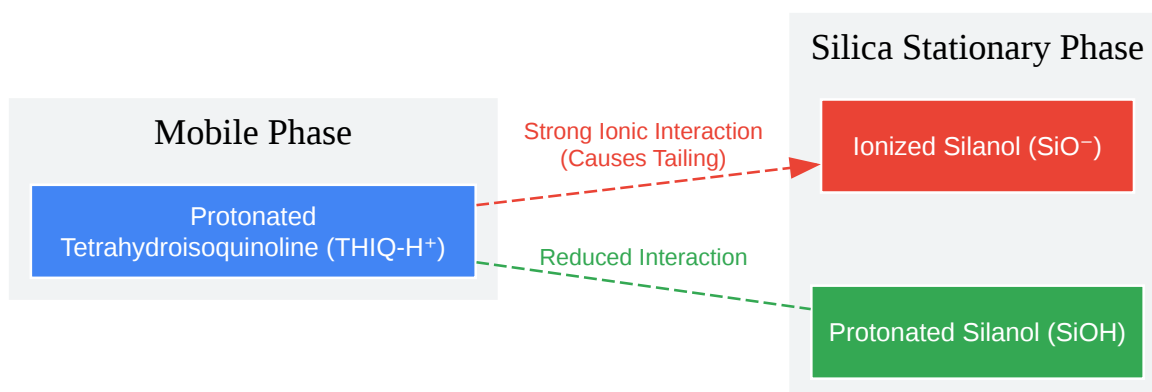 Mobile Phase
Protonated
Tetrahydroisoquinoline (THIQ-H⁺)
Strong Ionic Interaction
(Causes Tailing)
Reduced Interaction
Silica Stationary Phase
Ionized Silanol (SiO⁻)
Protonated Silanol (SiOH)